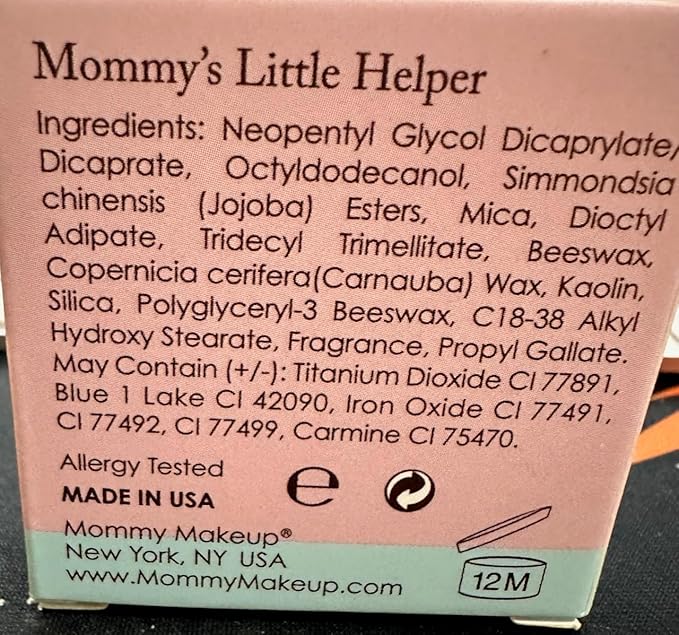 Mommy's Little Helper
Ingredients: Neopentyl Glycol Dicaprylate/
Dicaprate, Octyldodecanol, Simmondsia
chinensis (Jojoba) Esters, Mica, Dioctyl
Adipate, Tridecyl Trimellitate, Beeswax,
Copernicia cerifera(Carnauba) Wax, Kaolin,
Silica, Polyglyceryl-3 Beeswax, C18-38 Alkyl
Hydroxy Stearate, Fragrance, Propyl Gallate.
May Contain (+/-): Titanium Dioxide CI 77891,
Blue 1 Lake CI 42090, Iron Oxide CI 77491,
CI 77492, CI 77499, Carmine CI 75470.
Allergy Tested
MADE IN USA
e
Mommy Makeup®
New York, NY USA
www.MommyMakeup.com
12M